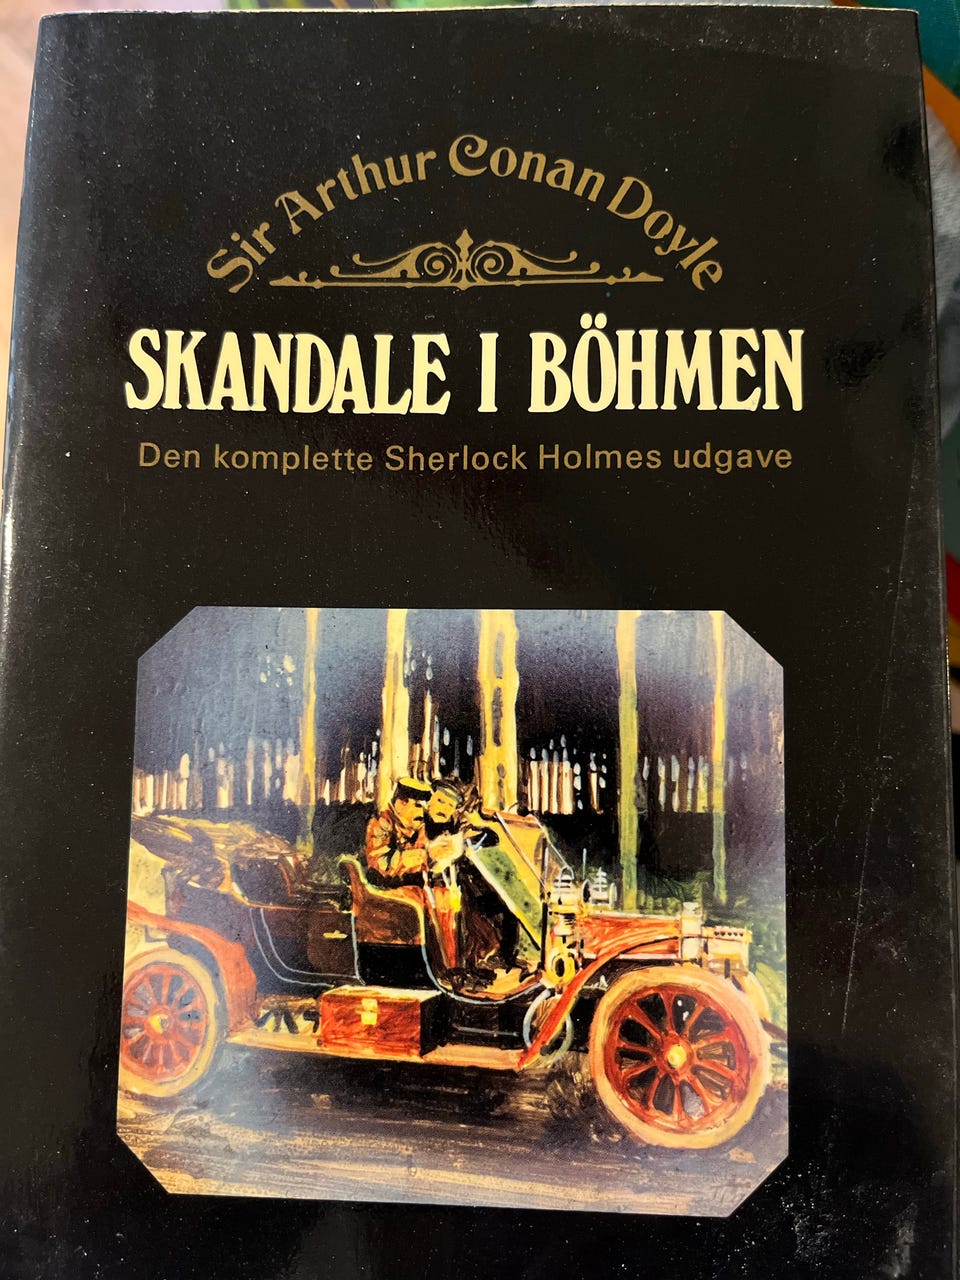 Sir Arthur Conan Doyle
SKANDALE I BÖHMEN
Den komplette Sherlock Holmes udgave